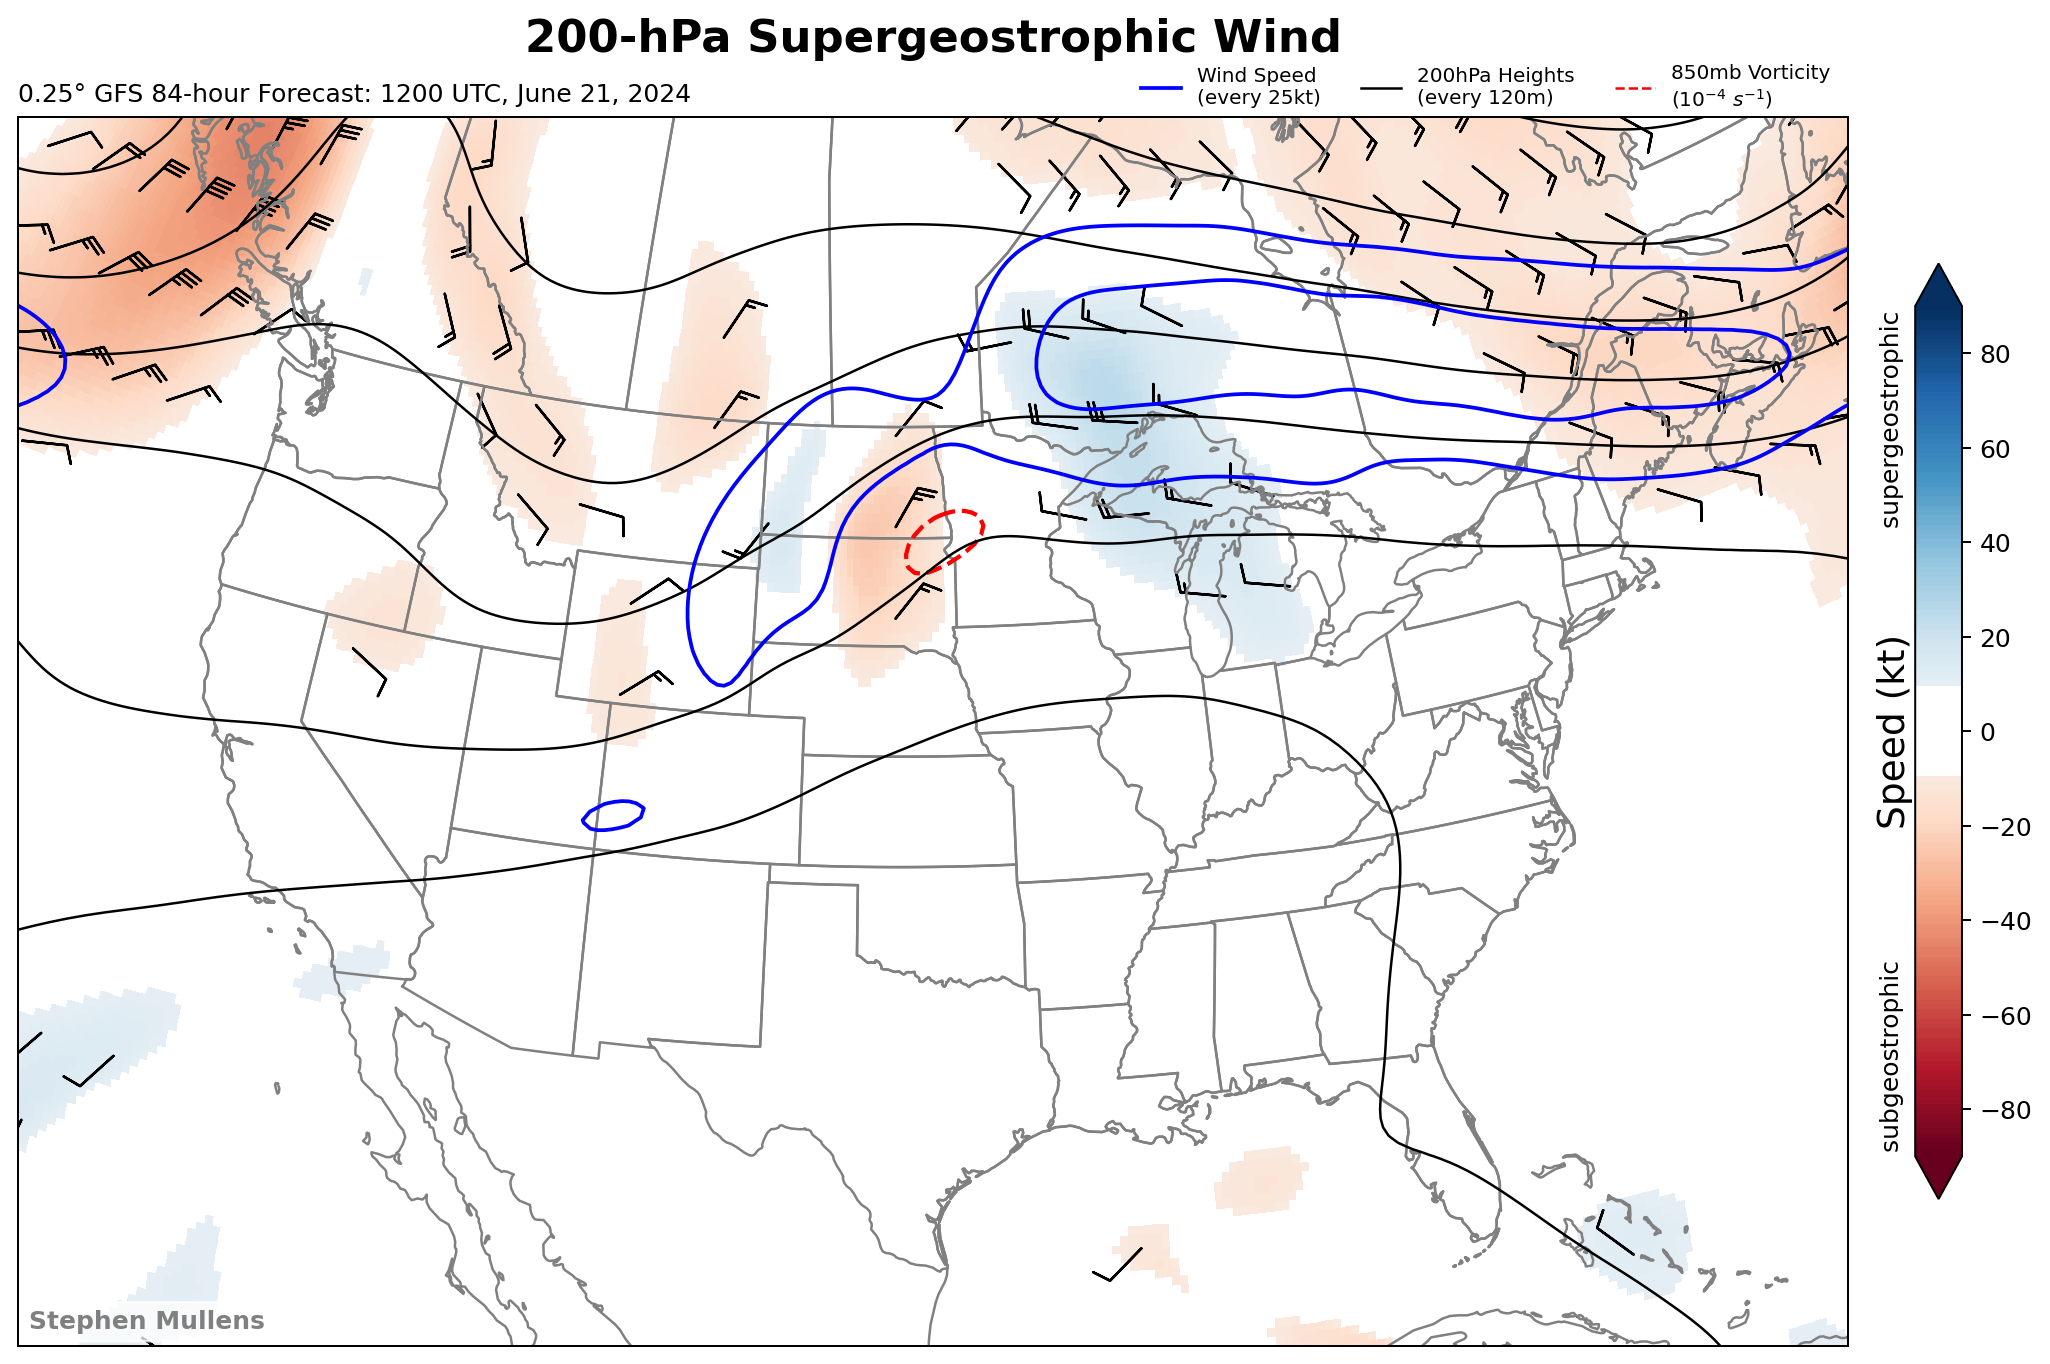 200-hPa Supergeostrophic Wind
0.25° GFS 84-hour Forecast: 1200 UTC, June 21, 2024
Wind Speed
(every 25kt)
200hPa Heights
(every 120m)
850mb Vorticity
(10⁻⁴ s⁻¹)
supergeostrophic
Speed (kt)
subgeostrophic
80
60
40
20
0
−20
−40
−60
−80
Stephen Mullens